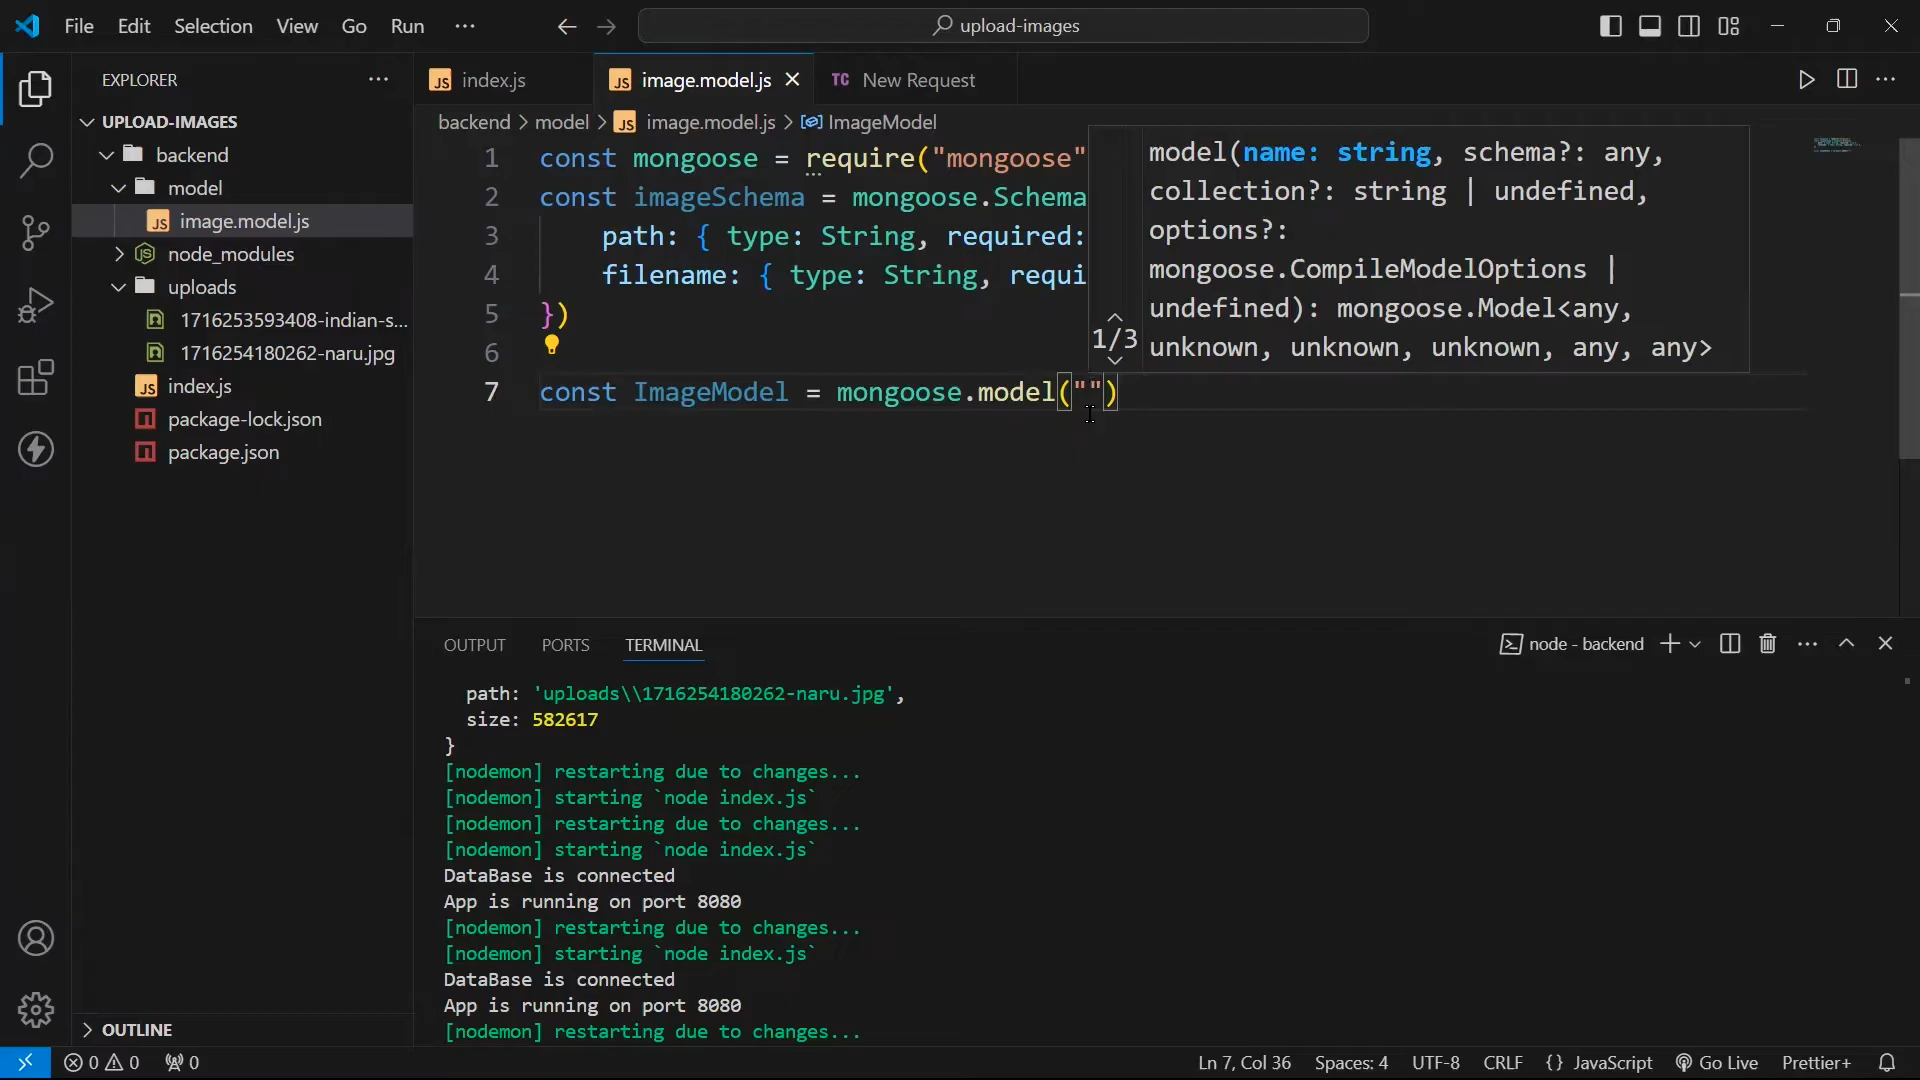 File Edit Selection View Go Run ···
upload-images
EXPLORER
UPLOAD-IMAGES
backend
model
JS image.model.js
node_modules
uploads
1716253593408-indian-s...
1716254180262-naru.jpg
JS index.js
package-lock.json
package.json
OUTLINE
JS index.js
JS image.model.js
TC New Request
backend > model > JS image.model.js > ImageModel
1 const mongoose = require("mongoose"
2 const imageSchema = mongoose.Schema
3 path: { type: String, required:
4 filename: { type: String, requi
5 })
6
7 const ImageModel = mongoose.model("")
1/3
model(name: string, schema?: any,
collection?: string | undefined,
options?:
mongoose.CompileModelOptions |
undefined): mongoose.Model<any,
unknown, unknown, unknown, any, any>
OUTPUT PORTS TERMINAL
node - backend
path: 'uploads\\1716254180262-naru.jpg',
size: 582617
}
[nodemon] restarting due to changes...
[nodemon] starting `node index.js`
[nodemon] restarting due to changes...
[nodemon] starting `node index.js`
DataBase is connected
App is running on port 8080
[nodemon] restarting due to changes...
[nodemon] starting `node index.js`
DataBase is connected
App is running on port 8080
[nodemon] restarting due to changes...
0 0 0
Ln 7, Col 36 Spaces: 4 UTF-8 CRLF {} JavaScript Go Live Prettier+